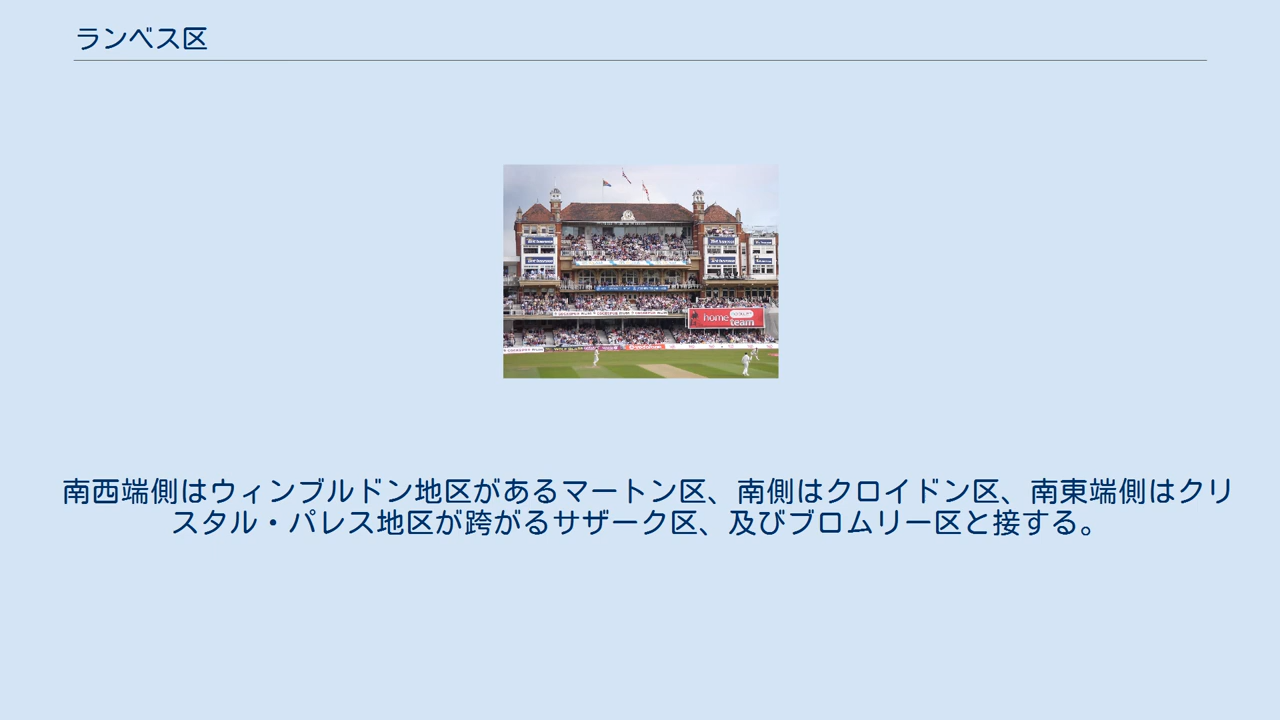 ランベス区
home
team
南西端側はウィンブルドン地区があるマートン区、南側はクロイドン区、南東端側はクリ
スタル・パレス地区が跨がるサザーク区、及びブロムリー区と接する。